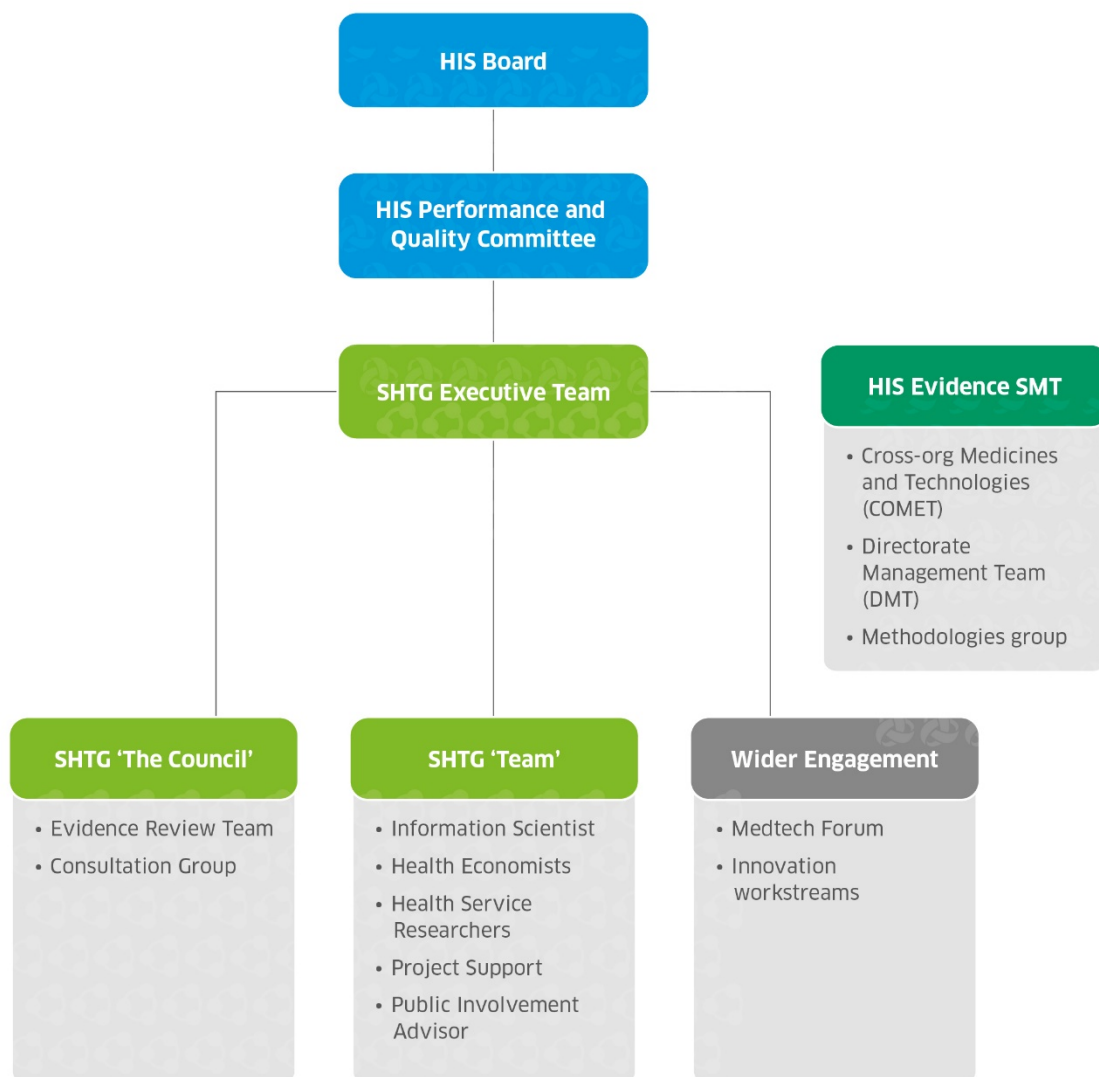 HIS Board
HIS Performance and
Quality Committee
SHTG Executive Team
HIS Evidence SMT
• Cross-org Medicines
and Technologies
(COMET)
• Directorate
Management Team
(DMT)
• Methodologies group
SHTG ‘The Council’
• Evidence Review Team
• Consultation Group
SHTG ‘Team’
• Information Scientist
• Health Economists
• Health Service
Researchers
• Project Support
• Public Involvement
Advisor
Wider Engagement
• Medtech Forum
• Innovation
workstreams